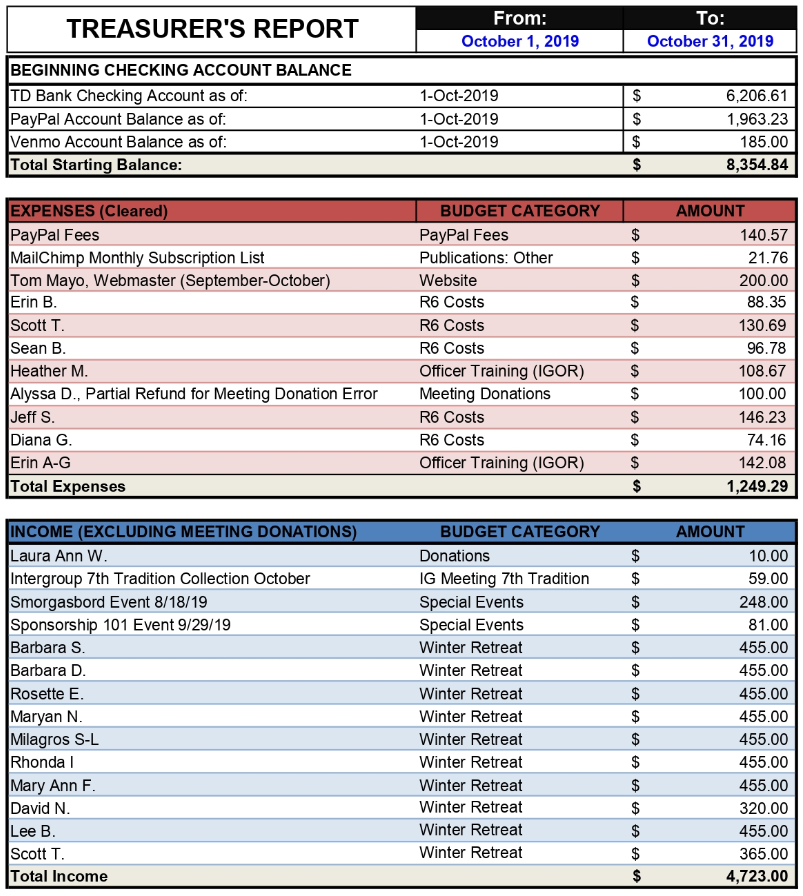 TREASURER'S REPORT From: To:
October 1, 2019 October 31, 2019
BEGINNING CHECKING ACCOUNT BALANCE
TD Bank Checking Account as of: 1-Oct-2019 $ 6,206.61
PayPal Account Balance as of: 1-Oct-2019 $ 1,963.23
Venmo Account Balance as of: 1-Oct-2019 $ 185.00
Total Starting Balance: $ 8,354.84
EXPENSES (Cleared) BUDGET CATEGORY AMOUNT
PayPal Fees PayPal Fees $ 140.57
MailChimp Monthly Subscription List Publications: Other $ 21.76
Tom Mayo, Webmaster (September-October) Website $ 200.00
Erin B. R6 Costs $ 88.35
Scott T. R6 Costs $ 130.69
Sean B. R6 Costs $ 96.78
Heather M. Officer Training (IGOR) $ 108.67
Alyssa D., Partial Refund for Meeting Donation Error Meeting Donations $ 100.00
Jeff S. R6 Costs $ 146.23
Diana G. R6 Costs $ 74.16
Erin A-G Officer Training (IGOR) $ 142.08
Total Expenses $ 1,249.29
INCOME (EXCLUDING MEETING DONATIONS) BUDGET CATEGORY AMOUNT
Laura Ann W. Donations $ 10.00
Intergroup 7th Tradition Collection October IG Meeting 7th Tradition $ 59.00
Smorgasbord Event 8/18/19 Special Events $ 248.00
Sponsorship 101 Event 9/29/19 Special Events $ 81.00
Barbara S. Winter Retreat $ 455.00
Barbara D. Winter Retreat $ 455.00
Rosette E. Winter Retreat $ 455.00
Maryan N. Winter Retreat $ 455.00
Milagros S-L Winter Retreat $ 455.00
Rhonda I Winter Retreat $ 455.00
Mary Ann F. Winter Retreat $ 455.00
David N. Winter Retreat $ 320.00
Lee B. Winter Retreat $ 455.00
Scott T. Winter Retreat $ 365.00
Total Income $ 4,723.00